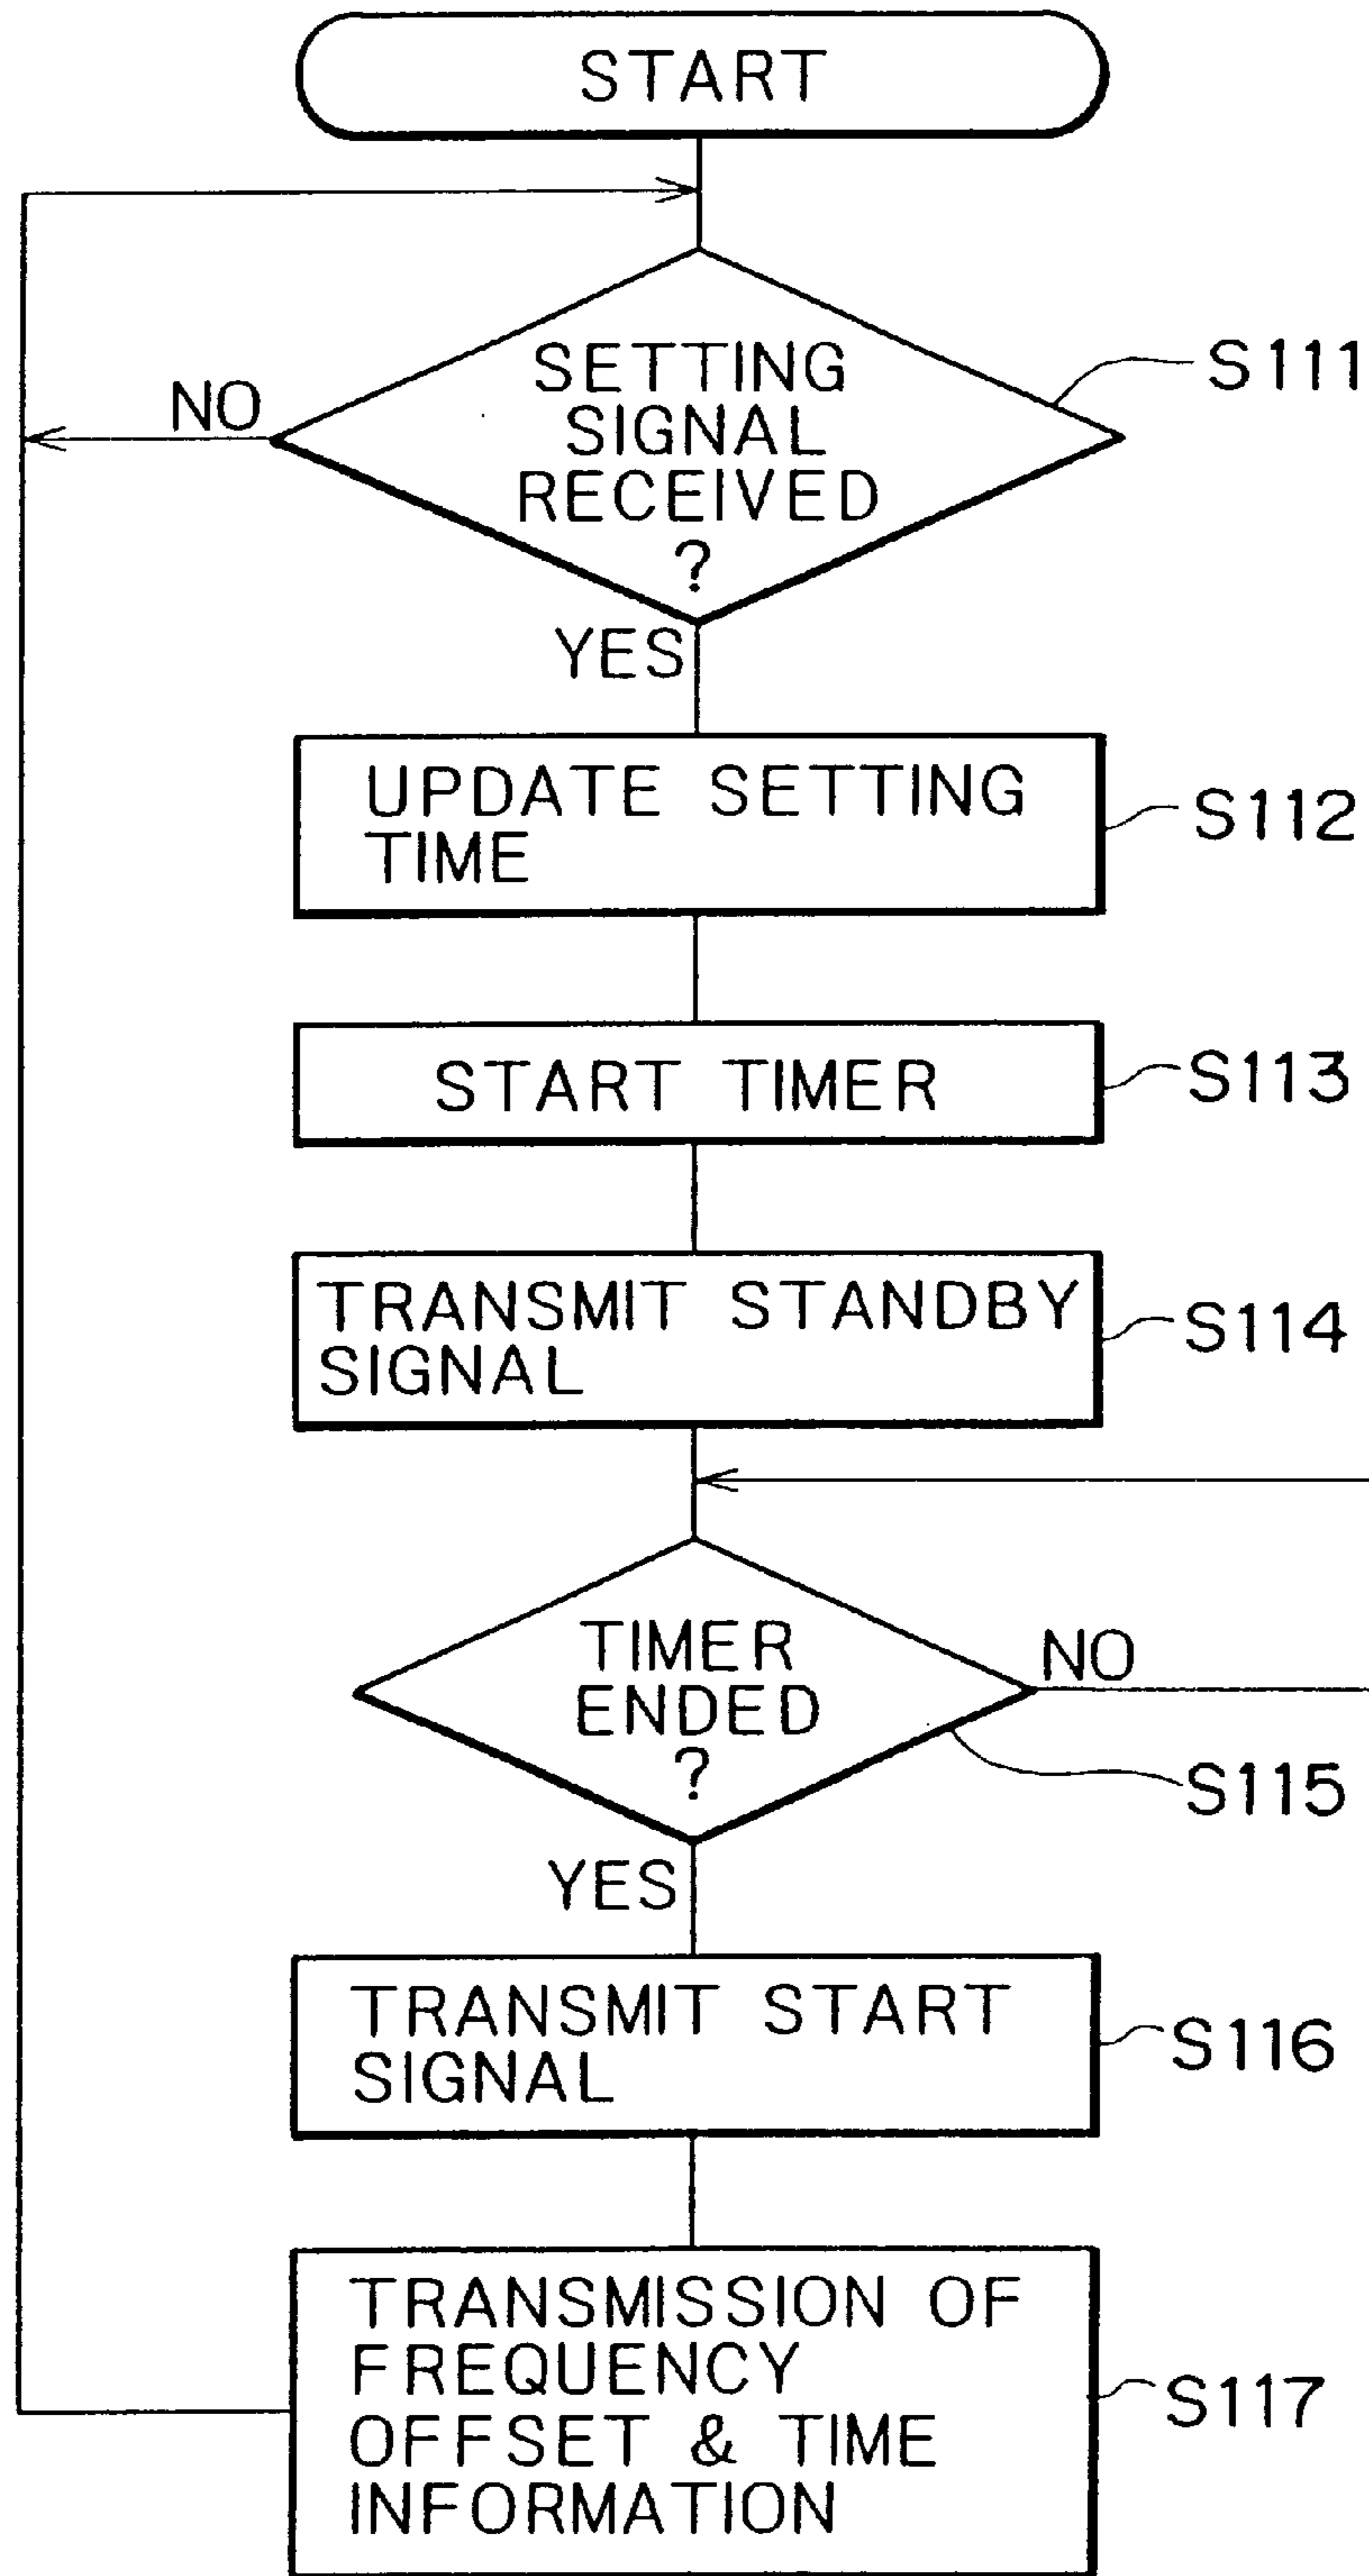 START
SETTING
SIGNAL
RECEIVED
?
S111
NO
YES
UPDATE SETTING
TIME
S112
START TIMER
S113
TRANSMIT STANDBY
SIGNAL
S114
TIMER
ENDED
?
NO
S115
YES
TRANSMIT START
SIGNAL
S116
TRANSMISSION OF
FREQUENCY
OFFSET & TIME
INFORMATION
S117